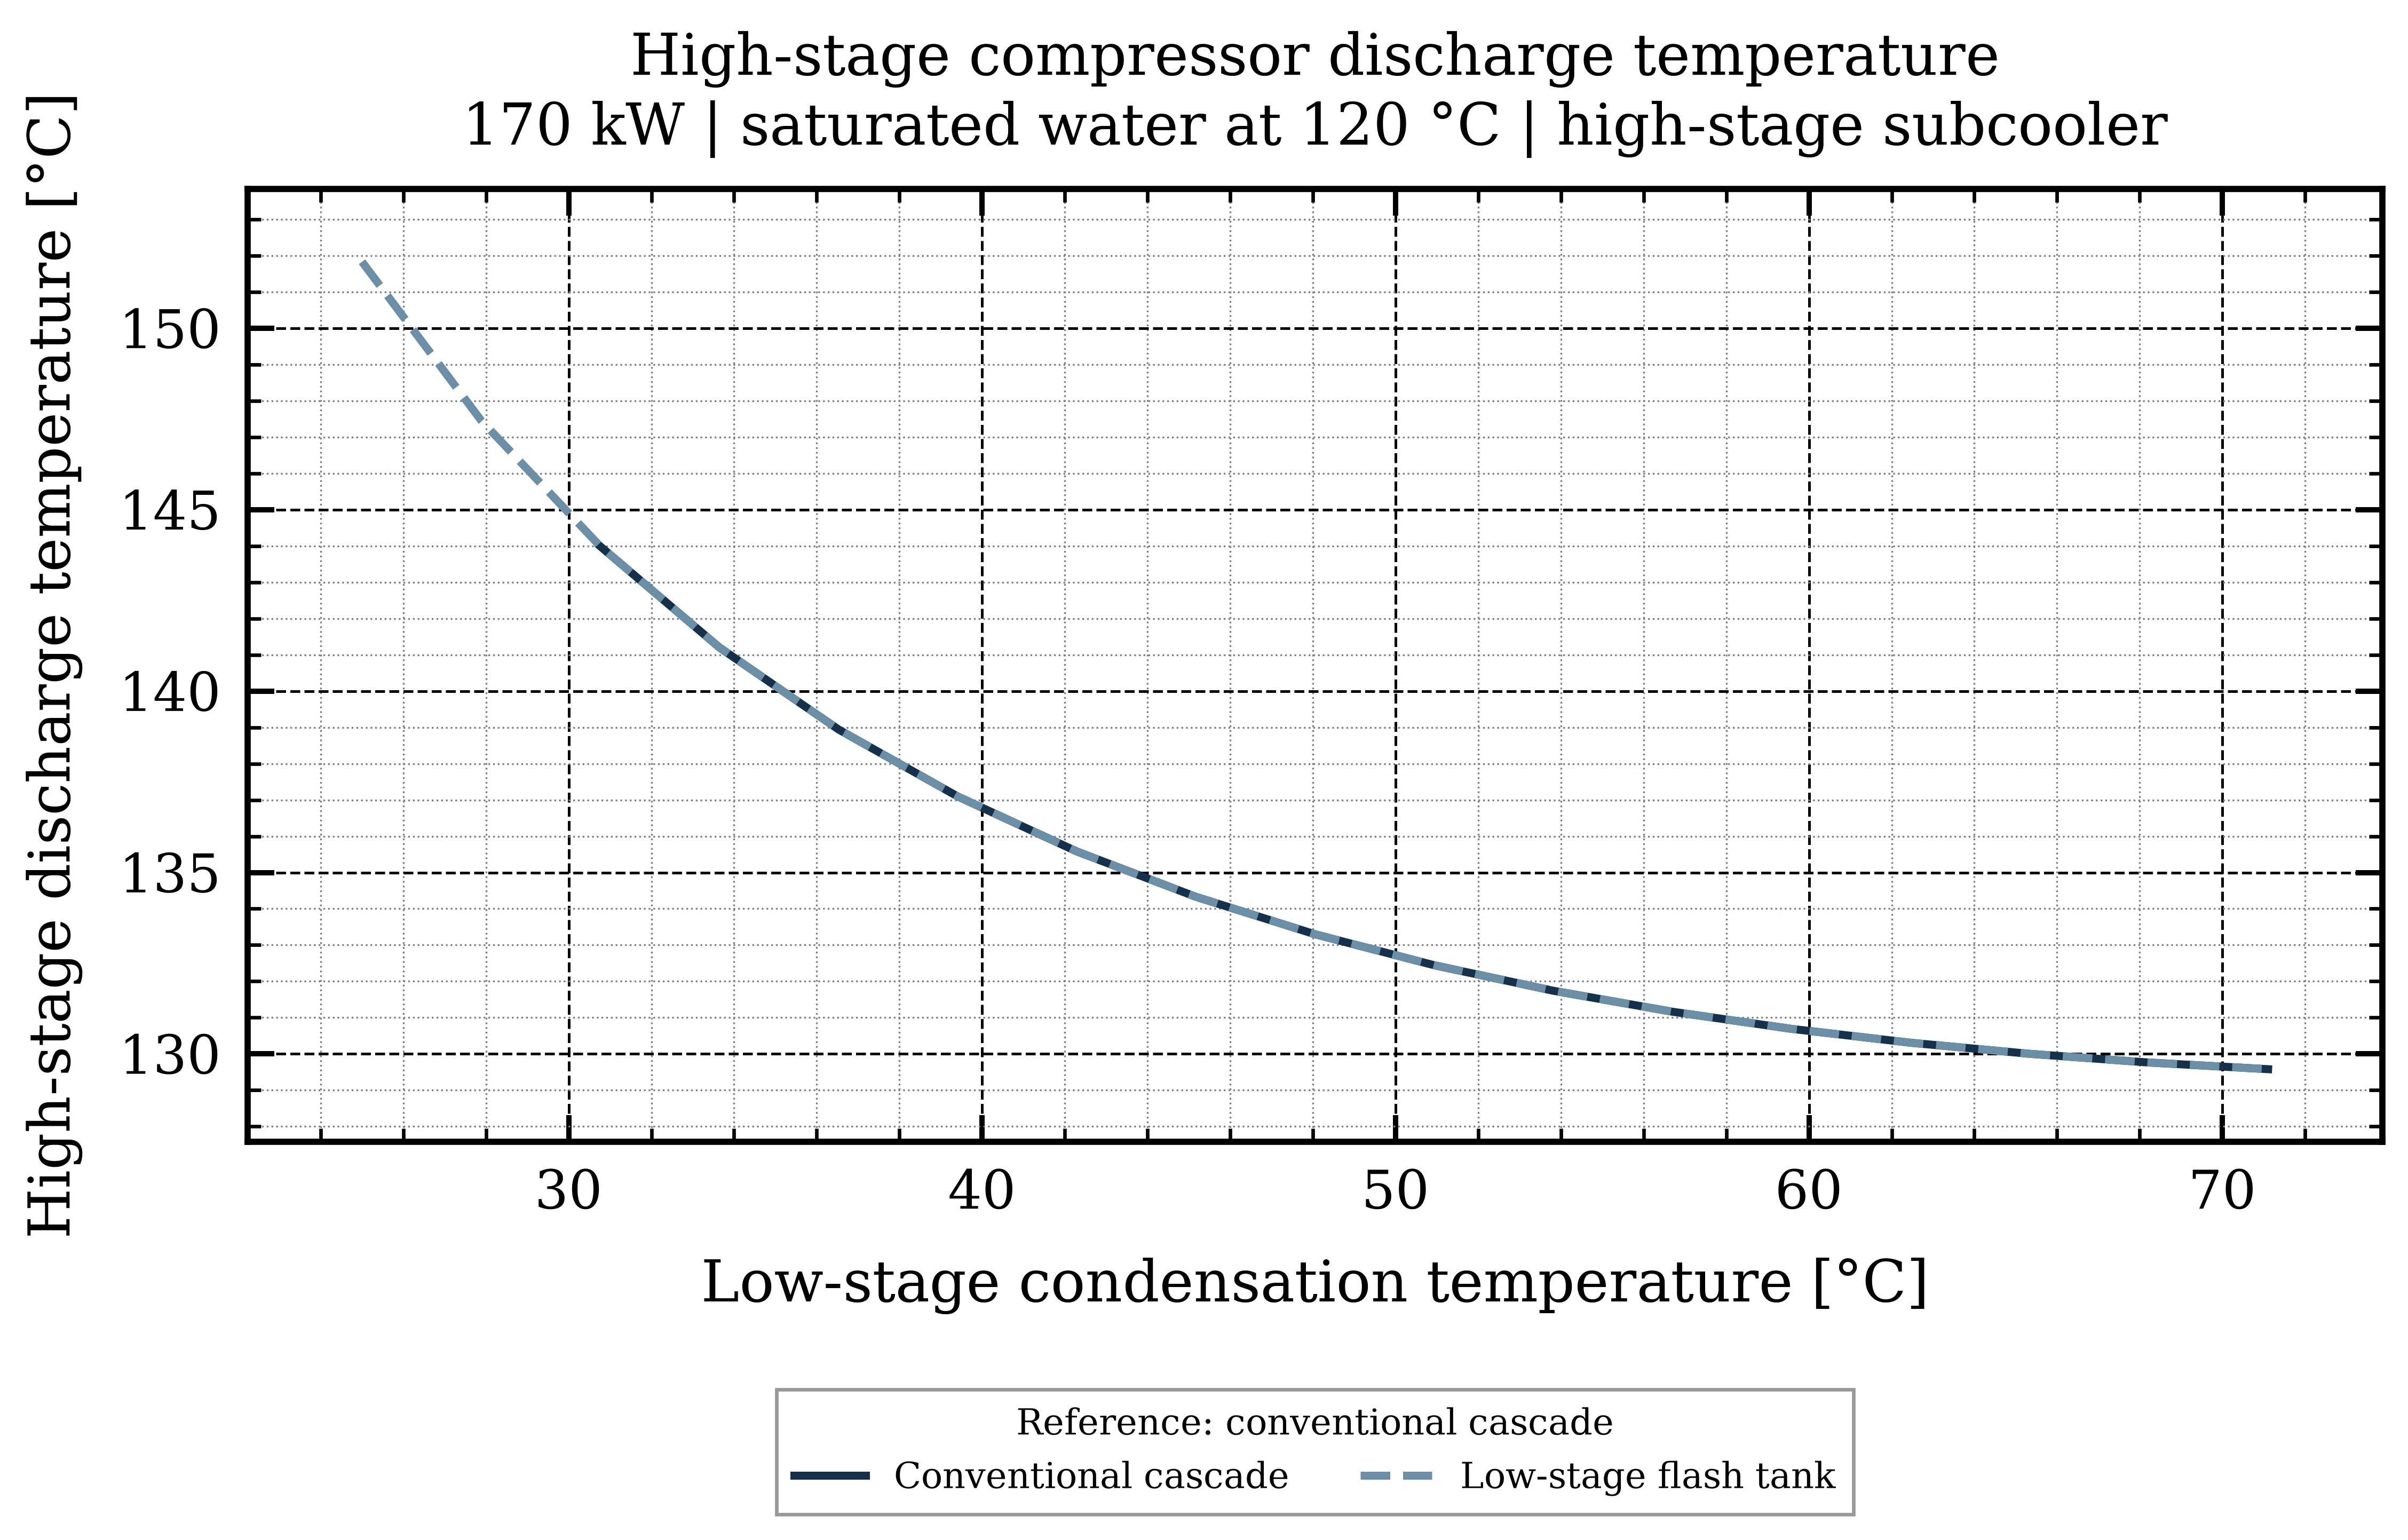 High-stage compressor discharge temperature
170 kW | saturated water at 120 °C | high-stage subcooler
High-stage discharge temperature [°C]
150
145
140
135
130
30 40 50 60 70
Low-stage condensation temperature [°C]
Reference: conventional cascade
Conventional cascade Low-stage flash tank